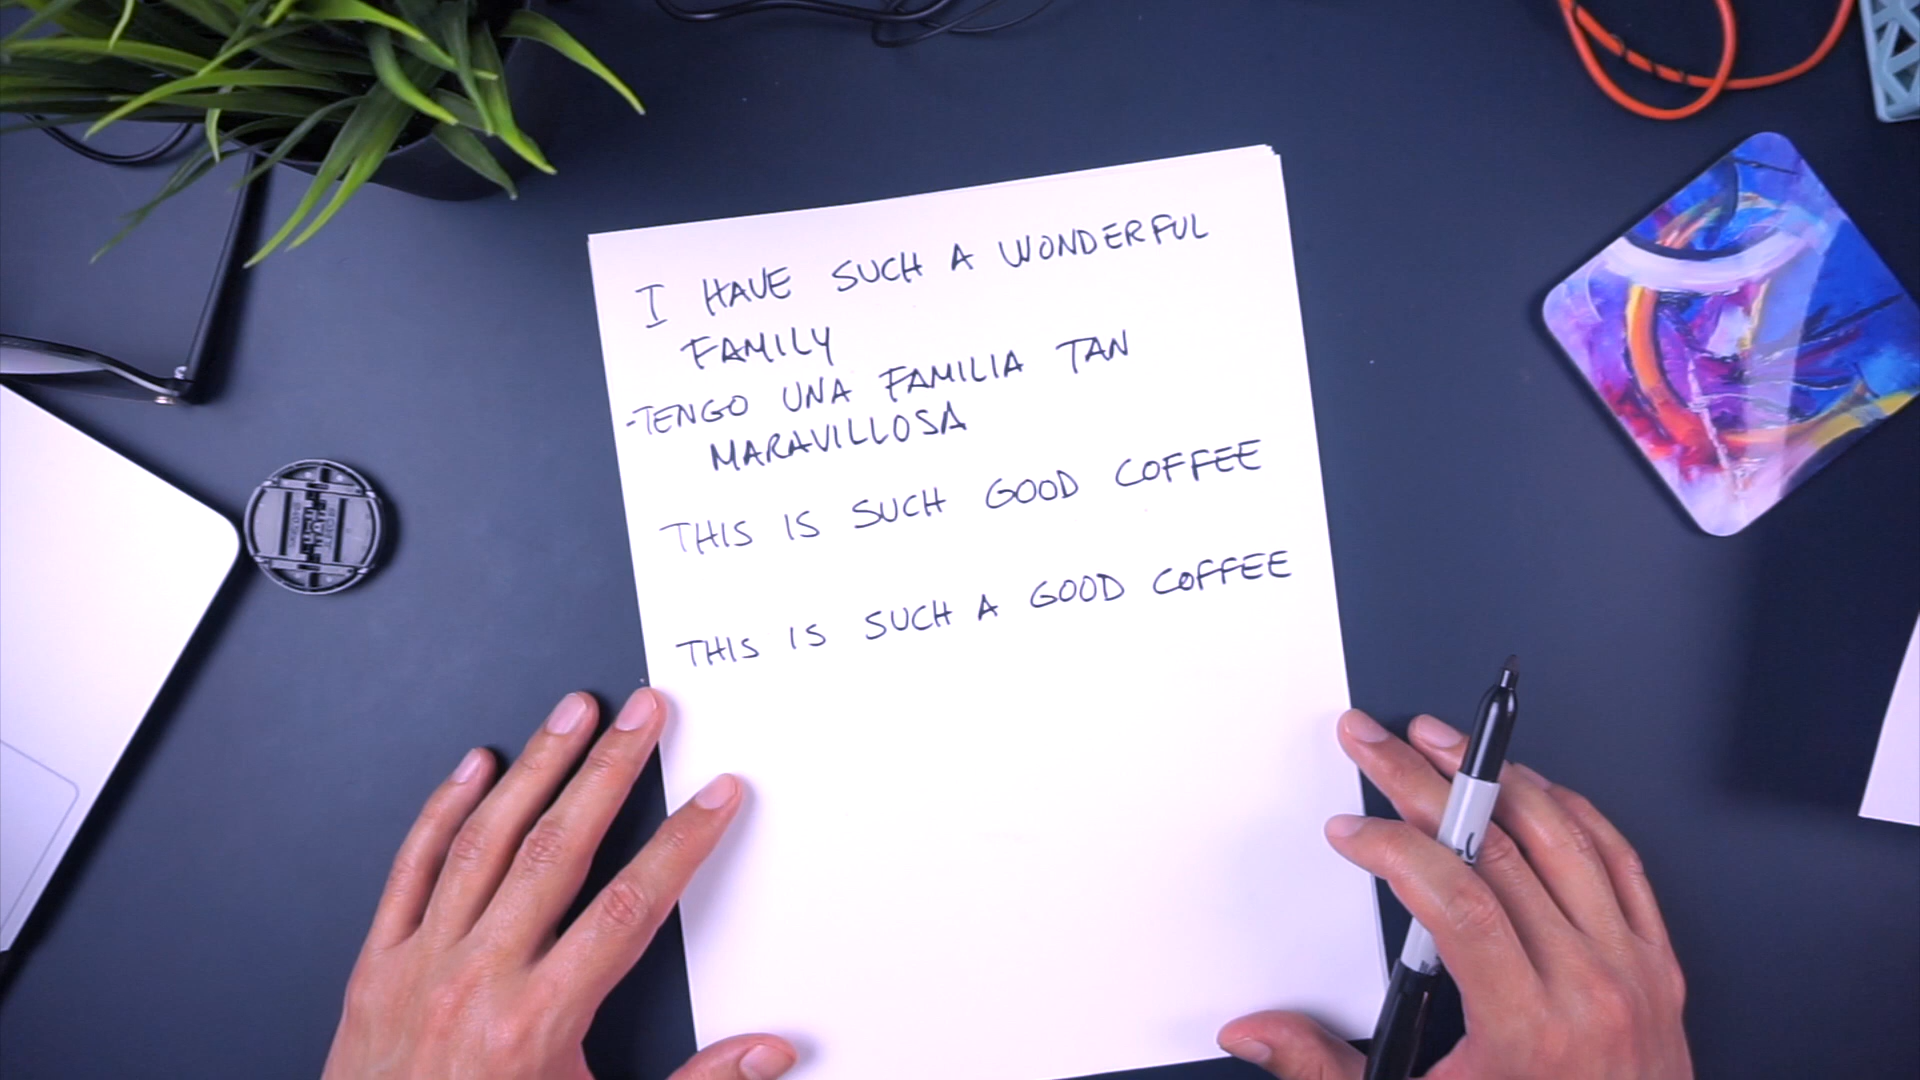 I HAVE SUCH A WONDERFUL
FAMILY
-TENGO UNA FAMILIA TAN
MARAVILLOSA
THIS IS SUCH GOOD COFFEE
THIS IS SUCH A GOOD COFFEE